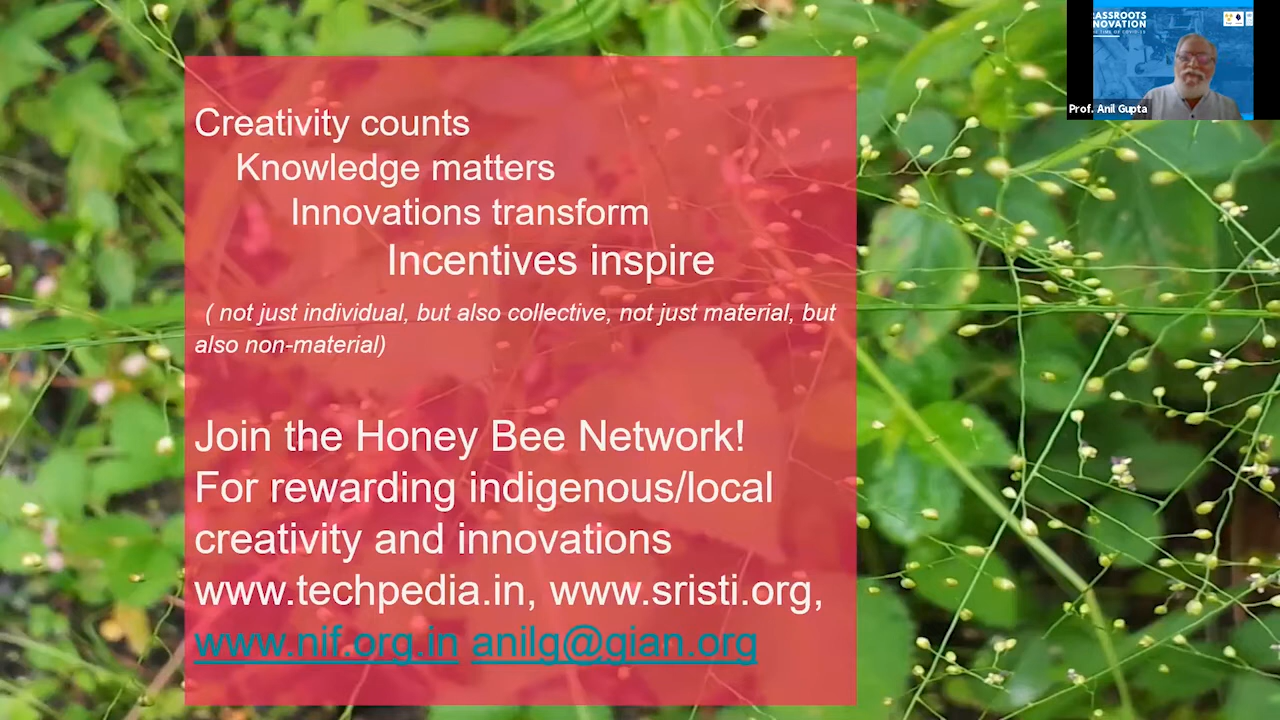 Creativity counts
Knowledge matters
Innovations transform
Incentives inspire
( not just individual, but also collective, not just material, but
also non-material)
Join the Honey Bee Network!
For rewarding indigenous/local
creativity and innovations
www.techpedia.in, www.sristi.org,
www.nif.org.in anilg@gian.org
RASSROOTS
NOVATION
Prof. Anil Gupta